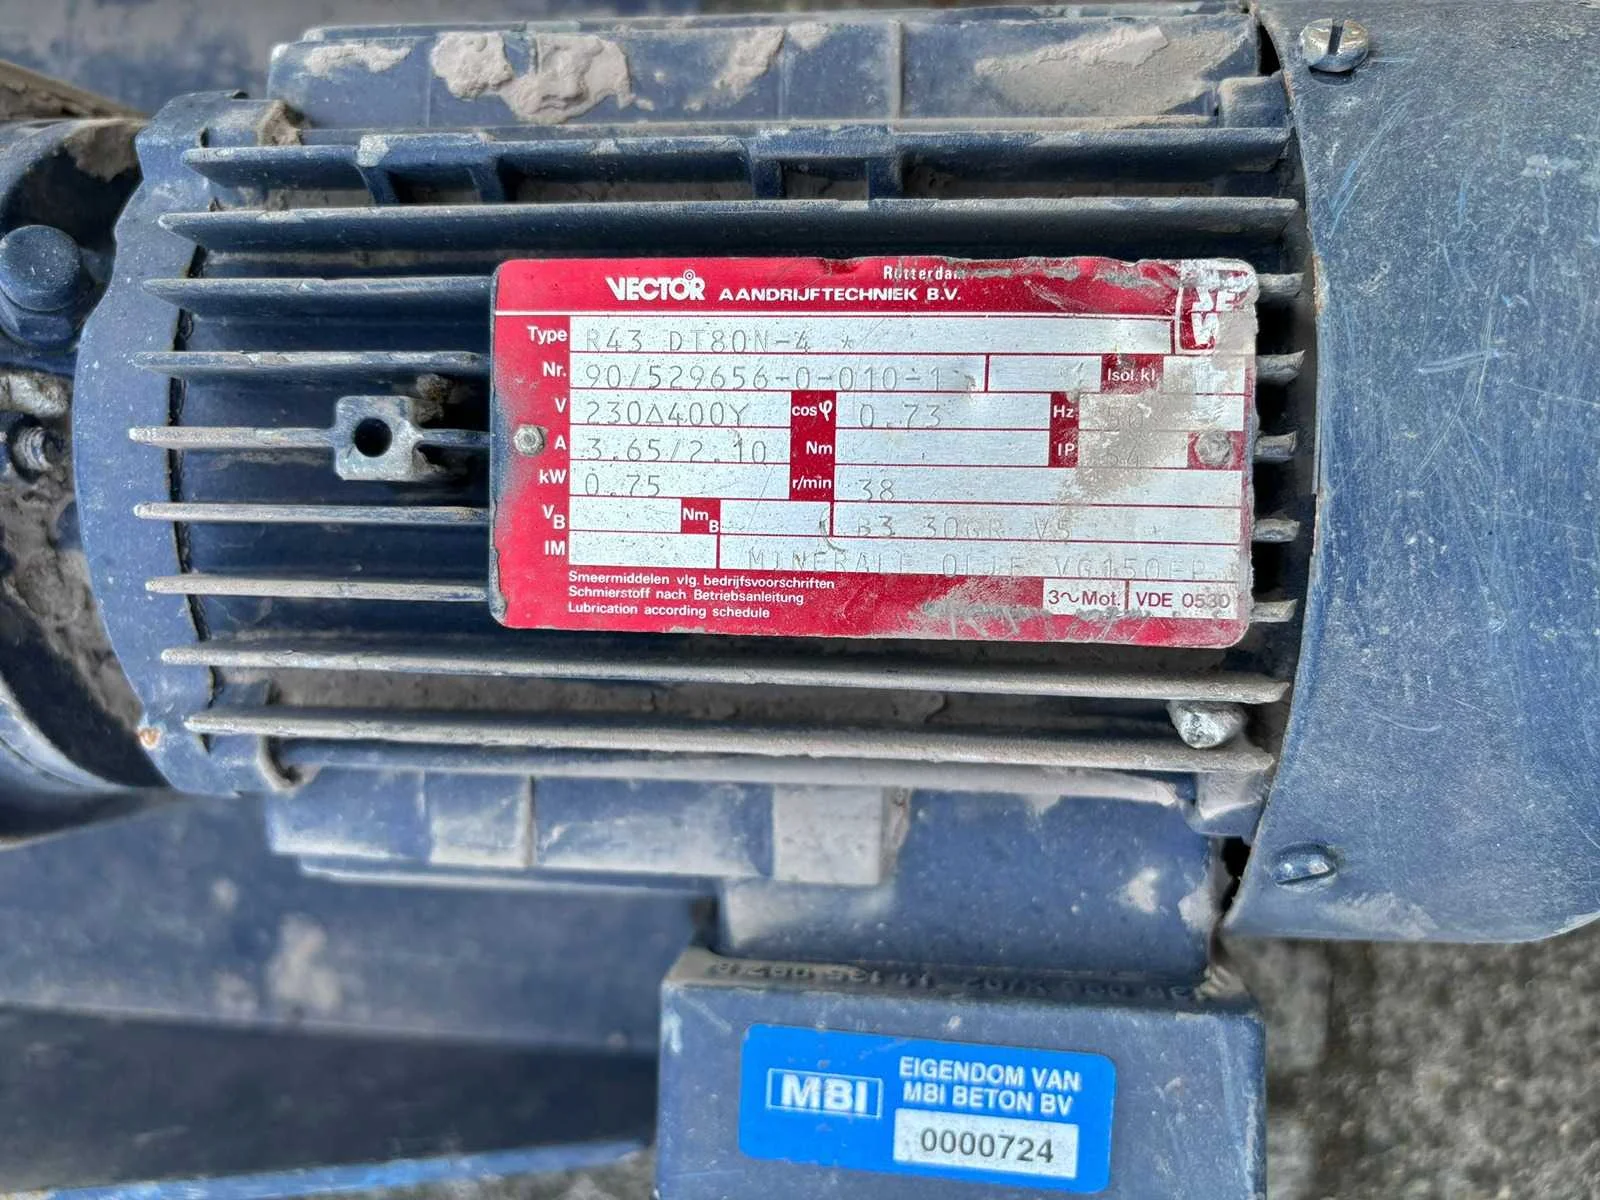 VECTOR Rotterdam
AANDRIJFTECHNIEK B.V.
SEW
Type R43 DT80N-4 *
Nr. 90/529656-0-010-1 Isol.kl.
V 230Δ400Y cosφ 0.73 Hz 50
A 3.65/2.10 Nm IP 54
kW 0.75 r/min 38
VB NmB B3 V5
IM MINERALE OLIE VG150EP
Smeermiddelen vlg. bedrijfsvoorschriften
Schmierstoff nach Betriebsanleitung
Lubrication according schedule
3~Mot. VDE 0530
MBI
EIGENDOM VAN
MBI BETON BV
0000724